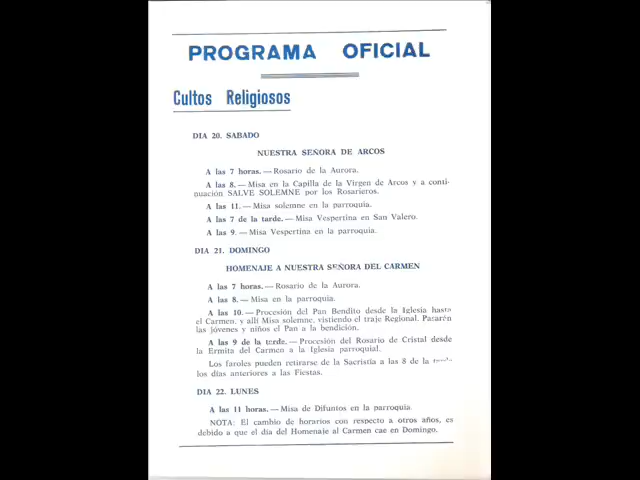 PROGRAMA OFICIAL
Cultos Religiosos
DIA 20. SABADO
NUESTRA SEÑORA DE ARCOS
A las 7 horas. — Rosario de la Aurora.
A las 8. — Misa en la Capilla de la Virgen de Arcos y a conti-
nuación SALVE SOLEMNE por los Rosarieros.
A las 11. — Misa solemne en la parroquia.
A las 7 de la tarde. — Misa Vespertina en San Valero.
A las 9. — Misa Vespertina en la parroquia.
DIA 21. DOMINGO
HOMENAJE A NUESTRA SEÑORA DEL CARMEN
A las 7 horas. — Rosario de la Aurora.
A las 8. — Misa en la parroquia.
A las 10. — Procesión del Pan Bendito desde la Iglesia hasta
el Carmen, y allí Misa solemne, vistiendo el traje Regional. Pasarán
las jóvenes y niños el Pan a la bendición.
A las 9 de la tarde. — Procesión del Rosario de Cristal desde
la Ermita del Carmen a la Iglesia parroquial.
Los faroles pueden retirarse de la Sacristía a las 8 de la tarde
los días anteriores a las Fiestas.
DIA 22. LUNES
A las 11 horas. — Misa de Difuntos en la parroquia.
NOTA: El cambio de horarios con respecto a otros años, es
debido a que el día del Homenaje al Carmen cae en Domingo.